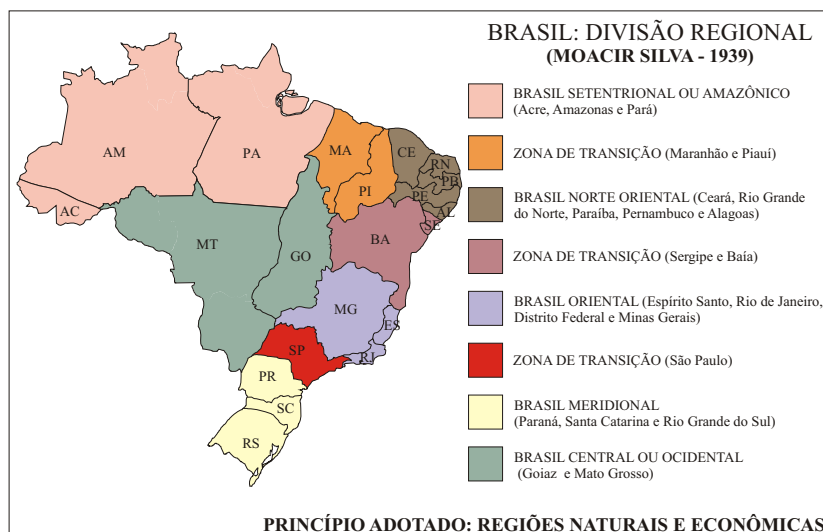 BRASIL: DIVISÃO REGIONAL
(MOACIR SILVA - 1939)
BRASIL SETENTRIONAL OU AMAZÔNICO
(Acre, Amazonas e Pará)
ZONA DE TRANSIÇÃO (Maranhão e Piauí)
BRASIL NORTE ORIENTAL (Ceará, Rio Grande
do Norte, Paraíba, Pernambuco e Alagoas)
ZONA DE TRANSIÇÃO (Sergipe e Baía)
BRASIL ORIENTAL (Espírito Santo, Rio de Janeiro,
Distrito Federal e Minas Gerais)
ZONA DE TRANSIÇÃO (São Paulo)
BRASIL MERIDIONAL
(Paraná, Santa Catarina e Rio Grande do Sul)
BRASIL CENTRAL OU OCIDENTAL
(Goiaz e Mato Grosso)
AM
PA
MA
CE
RN
PB
PI
PE
AL
SE
AC
MT
GO
BA
MG
ES
SP
RJ
PR
SC
RS
PRINCÍPIO ADOTADO: REGIÕES NATURAIS E ECONÔMICAS